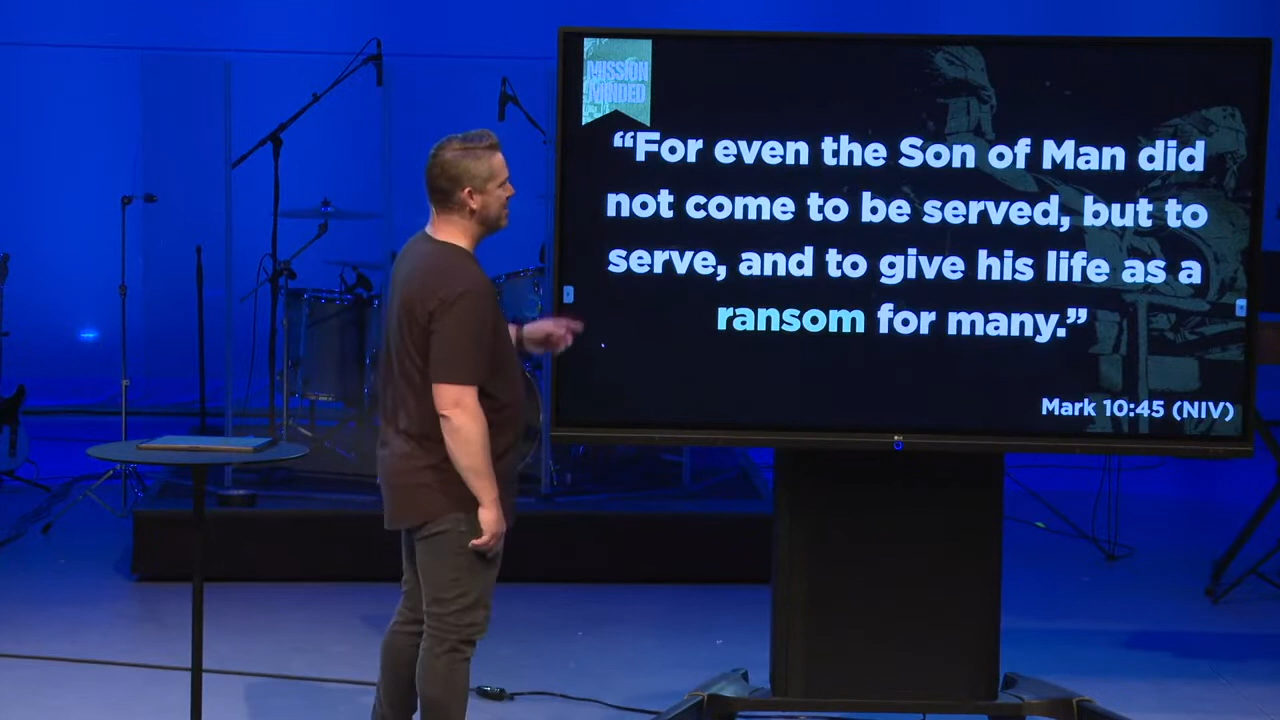 MISSION
MINDED
“For even the Son of Man did
not come to be served, but to
serve, and to give his life as a
ransom for many.”
Mark 10:45 (NIV)